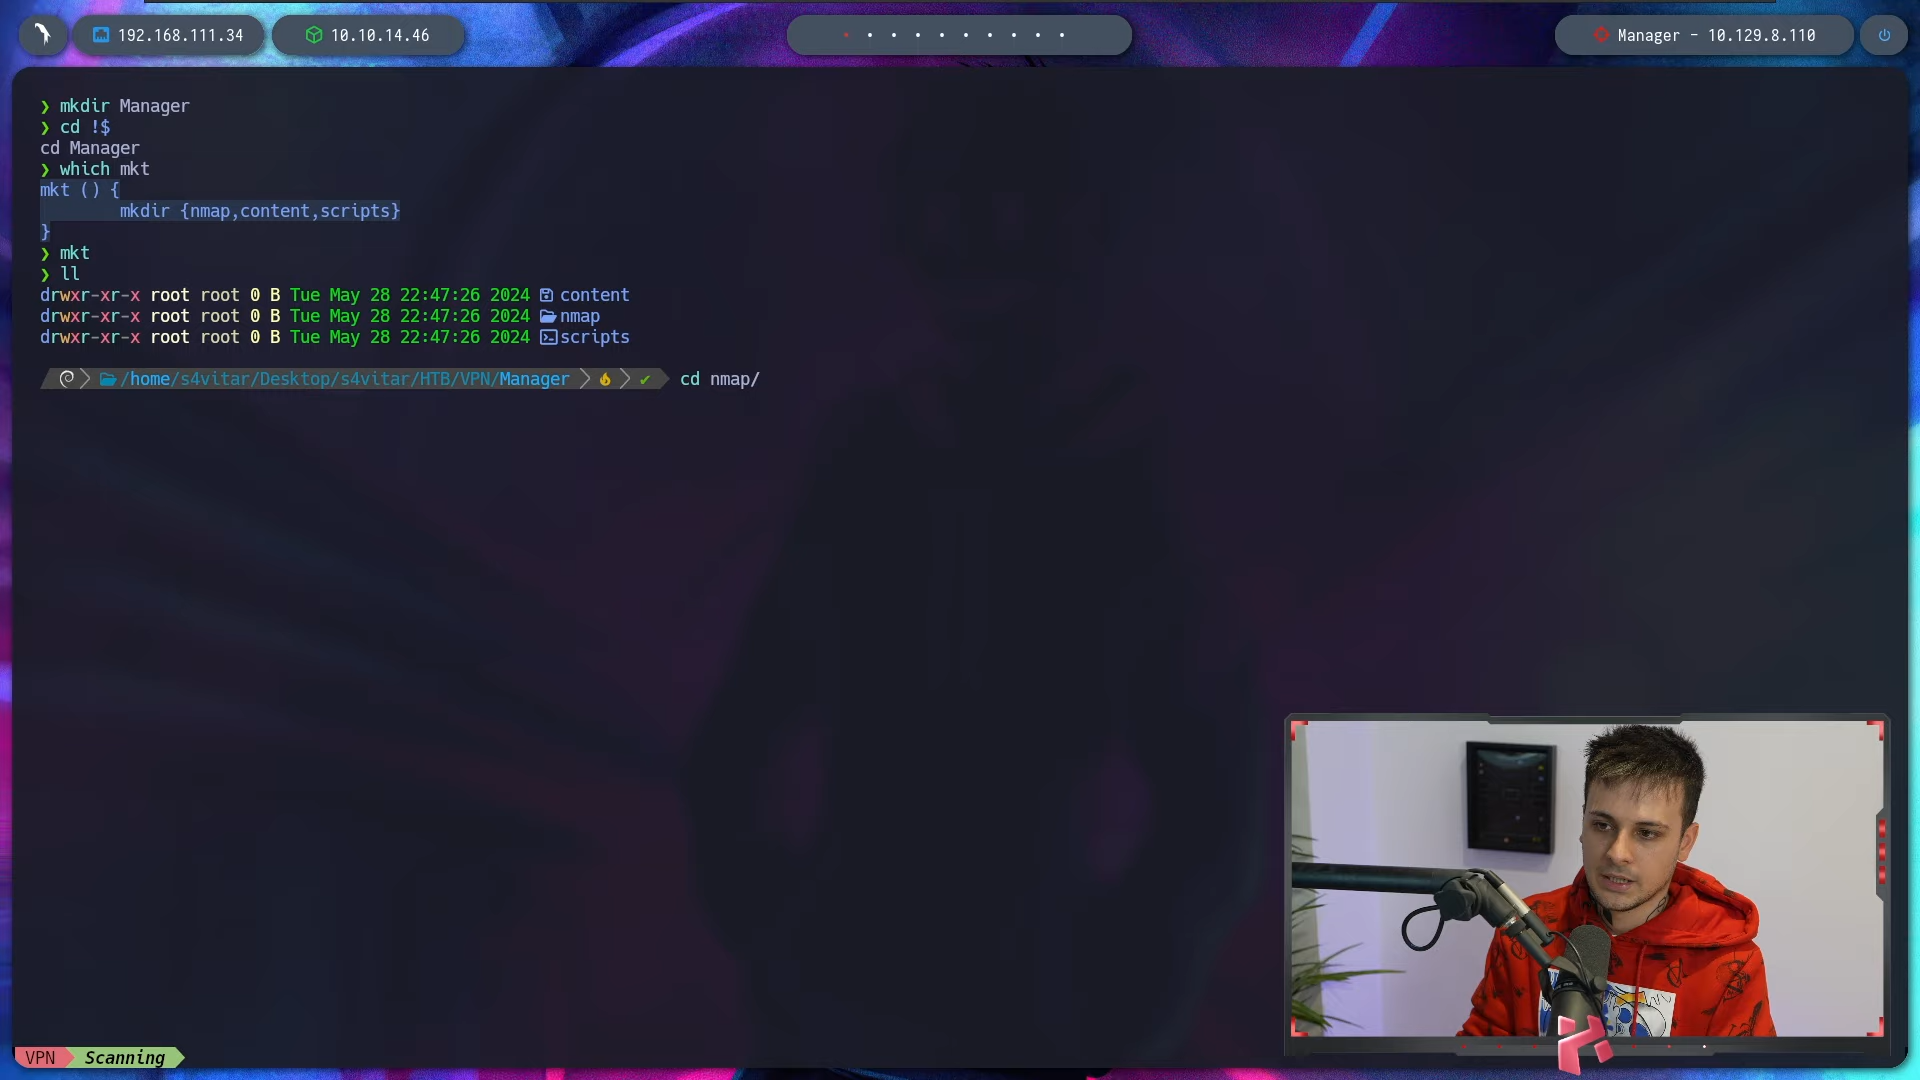 192.168.111.34
10.10.14.46
Manager - 10.129.8.110
❯ mkdir Manager
❯ cd !$
cd Manager
❯ which mkt
mkt () {
mkdir {nmap,content,scripts}
}
❯ mkt
❯ ll
drwxr-xr-x root root 0 B Tue May 28 22:47:26 2024 content
drwxr-xr-x root root 0 B Tue May 28 22:47:26 2024 nmap
drwxr-xr-x root root 0 B Tue May 28 22:47:26 2024 scripts
/home/s4vitar/Desktop/s4vitar/HTB/VPN/Manager ✔ cd nmap/
VPN Scanning